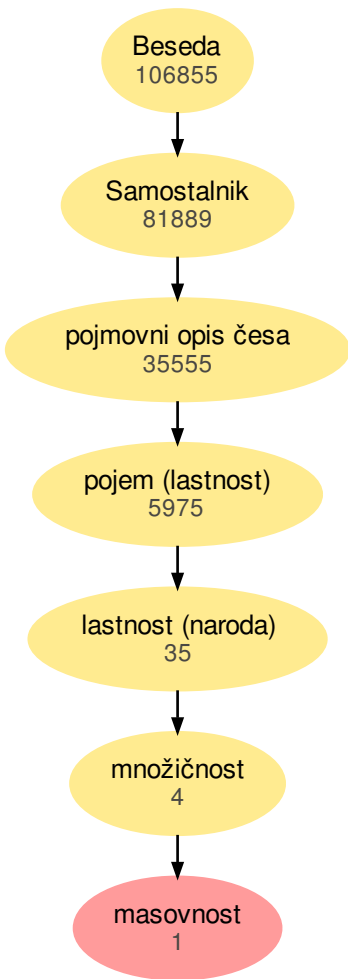 Beseda
106855
Samostalnik
81889
pojmovni opis česa
35555
pojem (lastnost)
5975
lastnost (naroda)
35
množičnost
4
masovnost
1